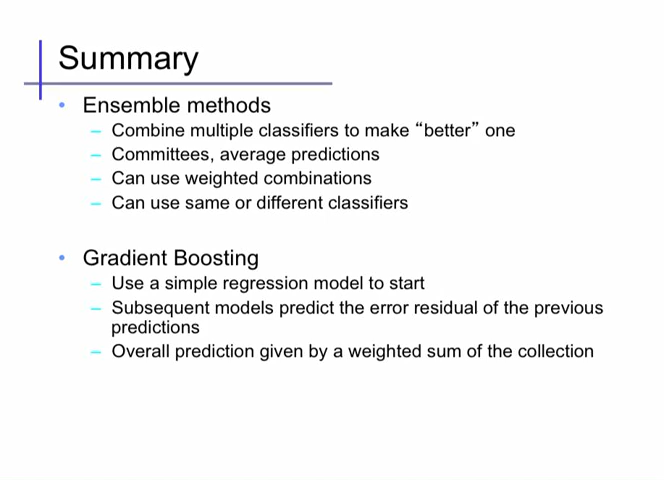 Summary
• Ensemble methods
– Combine multiple classifiers to make “better” one
– Committees, average predictions
– Can use weighted combinations
– Can use same or different classifiers
• Gradient Boosting
– Use a simple regression model to start
– Subsequent models predict the error residual of the previous
predictions
– Overall prediction given by a weighted sum of the collection